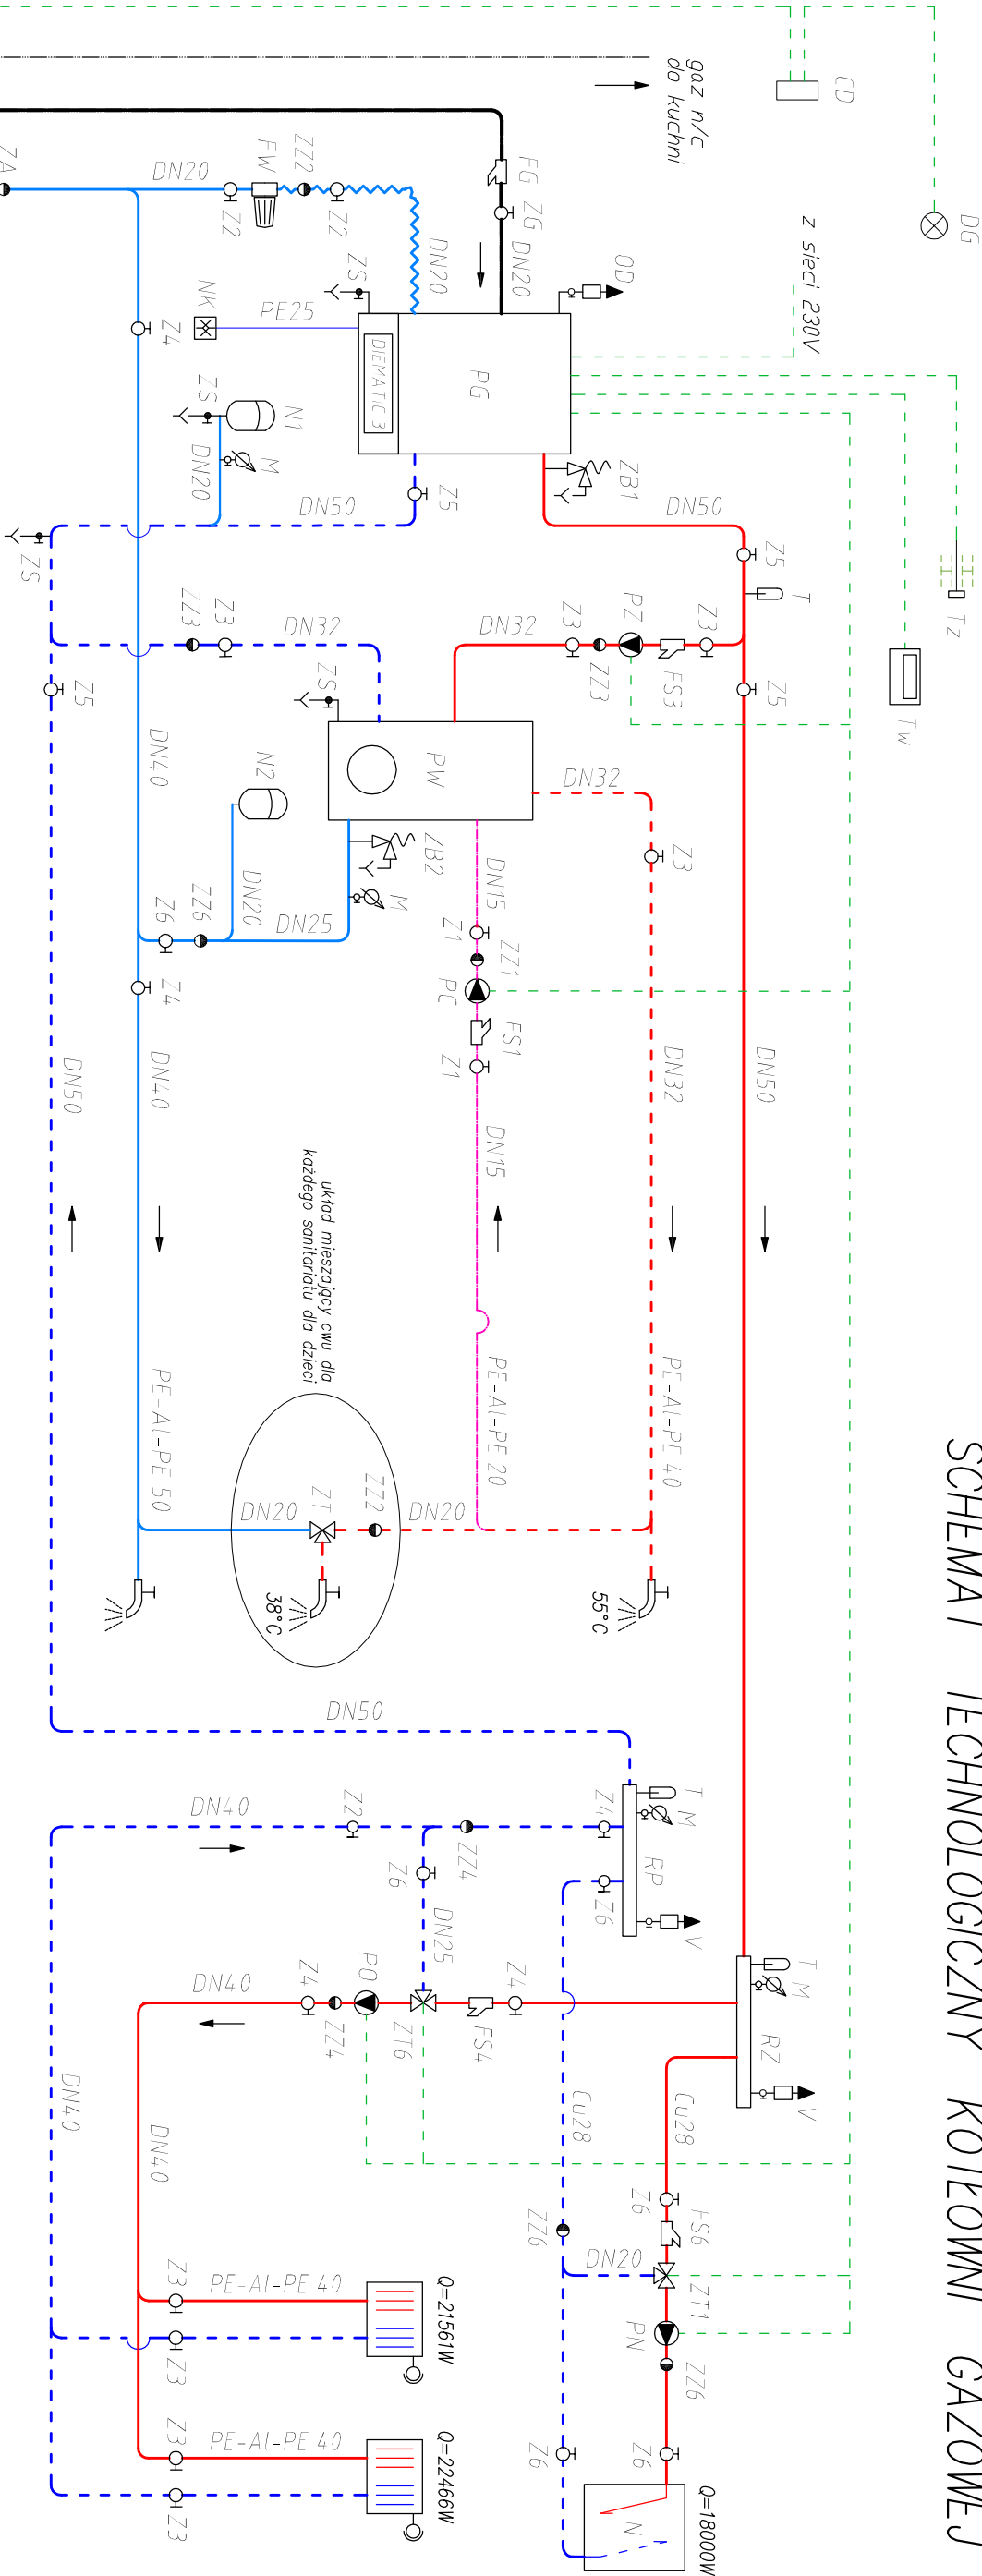 SCHEMAT TECHNOLOGICZNY KOTŁOWNI GAZOWEJ
DG
CD
gaz n/c
do kuchni
z sieci 230V
Tz
Tw
FG
ZG
DN20
OD
ZZ2
FW
DN20
Z2
Z2
DN20
ZA
ZS
PE25
NK
Z4
PG
DIEMATIC 3
ZB1
DN50
Z5
T
Z5
N1
ZS
M
DN20
DN50
Z5
ZS
Z3
ZZ3
DN32
DN32
Z3
ZZ3
PZ
FS3
Z3
Z5
ZS
PW
DN32
Z3
DN40
N2
DN20
ZB2
M
DN25
ZZ6
Z6
Z4
DN15
Z1
ZZ1
PC
FS1
Z1
DN15
DN50
DN32
DN40
DN50
układ mieszający cwu dla
każdego sanitariatu dla dzieci
PE-Al-PE 40
PE-Al-PE 20
PE-Al-PE 50
DN20
ZT
ZZ2
DN20
38°C
55°C
DN50
T
M
RP
V
Z4
Z6
ZZ4
Z2
DN40
Z6
DN25
T
M
RZ
V
Z4
FS4
ZT6
PO
ZZ4
Z4
DN40
Cu28
Cu28
DN40
DN40
Z6
FS6
ZT1
DN20
ZZ6
PN
ZZ6
Z6
Z6
N
Q=18000W
Z3
PE-Al-PE 40
Q=21561W
Z3
Z3
PE-Al-PE 40
Q=22466W
Z3